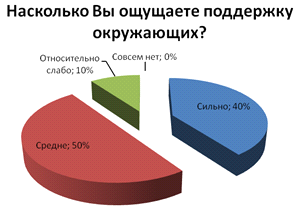 Насколько Вы ощущаете поддержку
окружающих?
Относительно
слабо; 10%
Совсем нет; 0%
Сильно; 40%
Средне; 50%